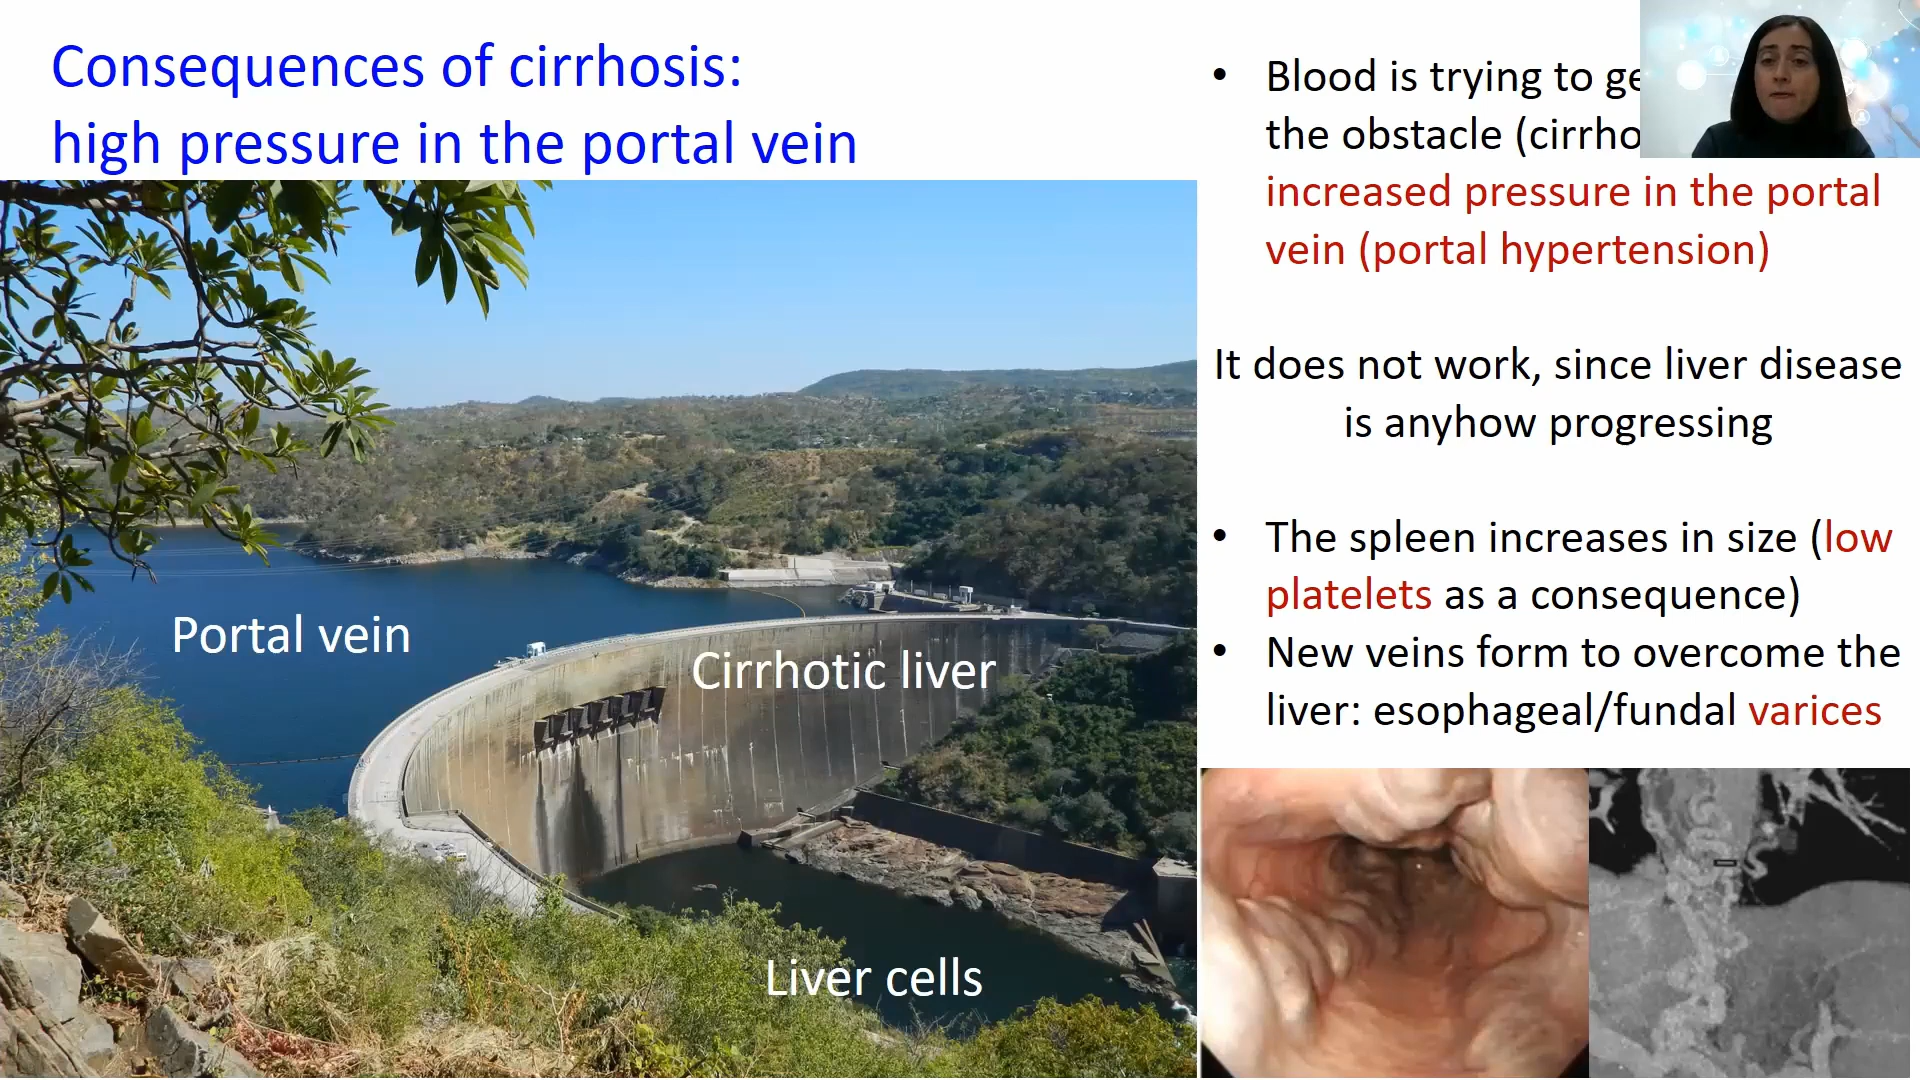 Consequences of cirrhosis:
high pressure in the portal vein
Portal vein
Cirrhotic liver
Liver cells
• Blood is trying to
the obstacle
increased pressure in the portal
vein (portal hypertension)
It does not work, since liver disease
is anyhow progressing
• The spleen increases in size (low
platelets as a consequence)
• New veins form to overcome the
liver: esophageal/fundal varices